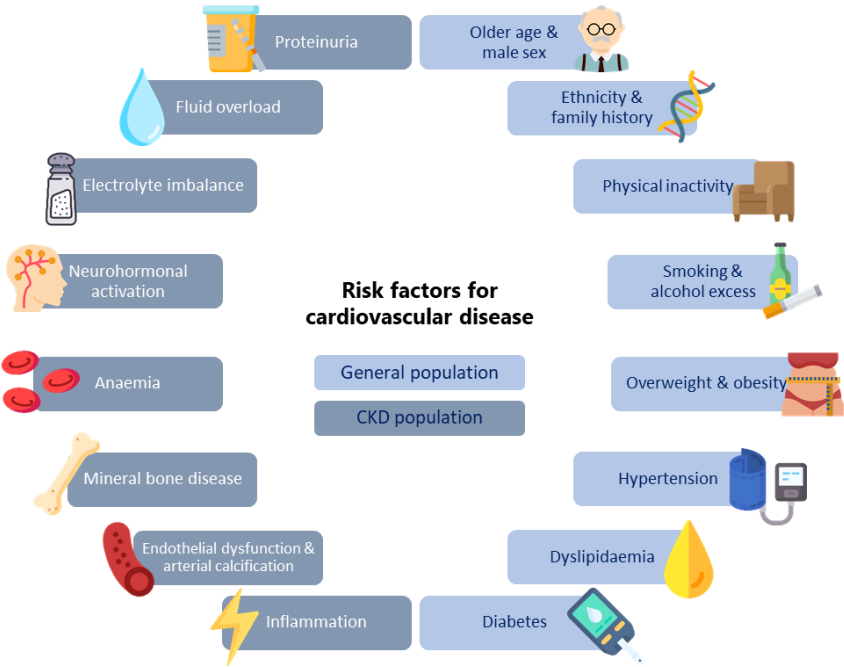 Proteinuria
Older age &
male sex
Fluid overload
Ethnicity &
family history
Electrolyte imbalance
Physical inactivity
Neurohormonal
activation
Smoking &
alcohol excess
Risk factors for
cardiovascular disease
General population
CKD population
Anaemia
Overweight & obesity
Mineral bone disease
Hypertension
Endothelial dysfunction &
arterial calcification
Dyslipidaemia
Inflammation
Diabetes